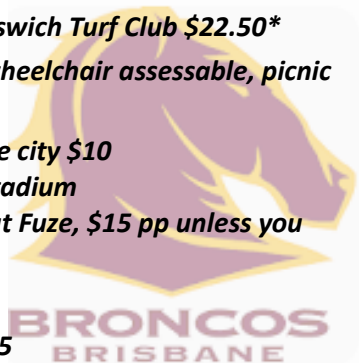 swich Turf Club $22.50*
heelchair assessable, picnic
e city $10
adium
t Fuze, $15 pp unless you
5
BRONCOS
BRISBANE